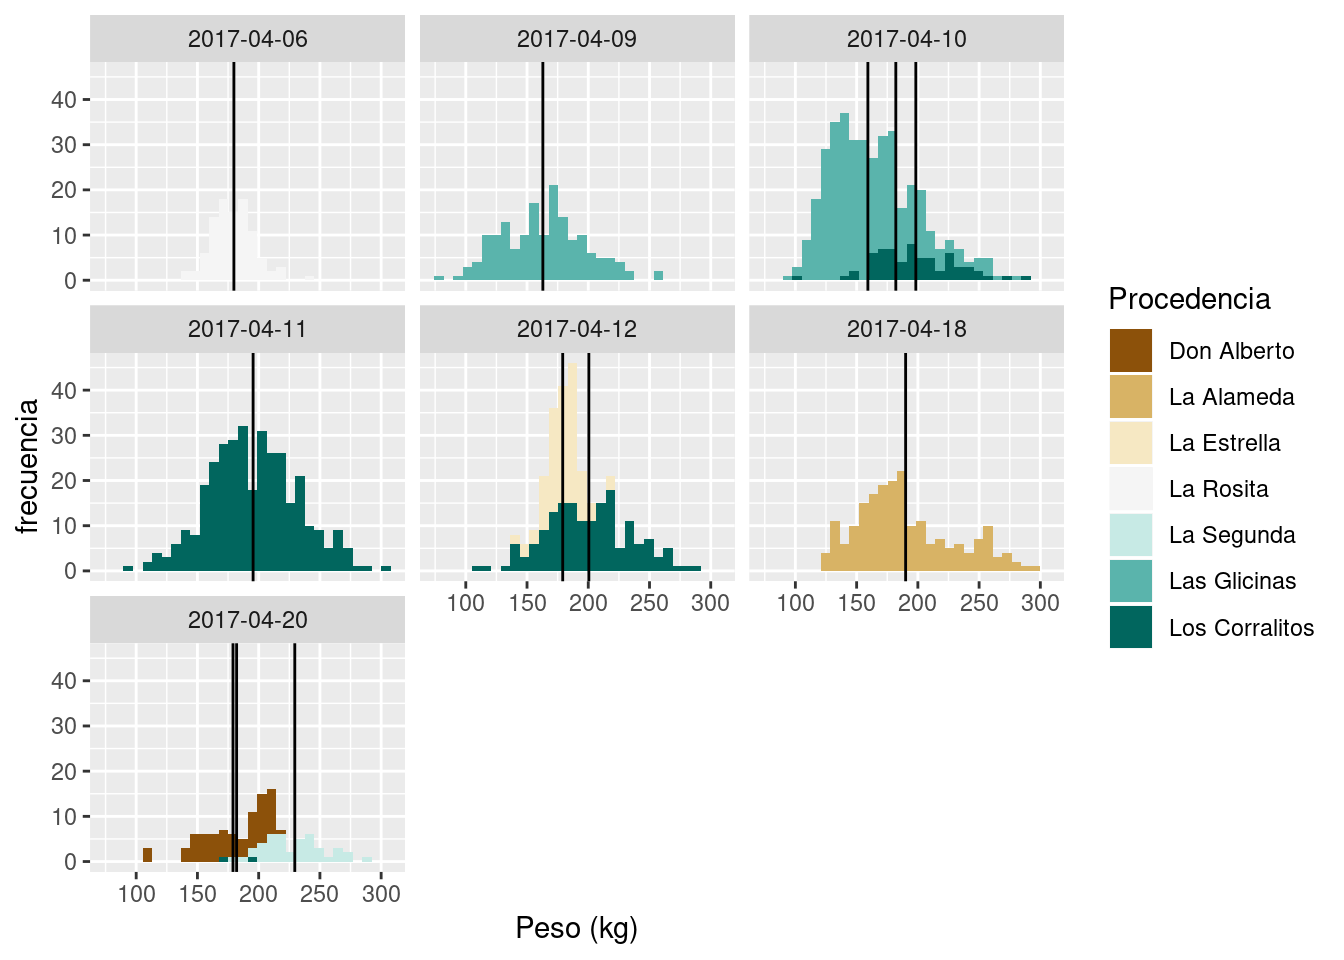 2017-04-06 2017-04-09 2017-04-10
40
30
20
10
0
2017-04-11 2017-04-12 2017-04-18
40
30
20
10
0
100 150 200 250 300 100 150 200 250 300
2017-04-20
40
30
20
10
0
100 150 200 250 300
Peso (kg)
frecuencia
Procedencia
Don Alberto
La Alameda
La Estrella
La Rosita
La Segunda
Las Glicinas
Los Corralitos